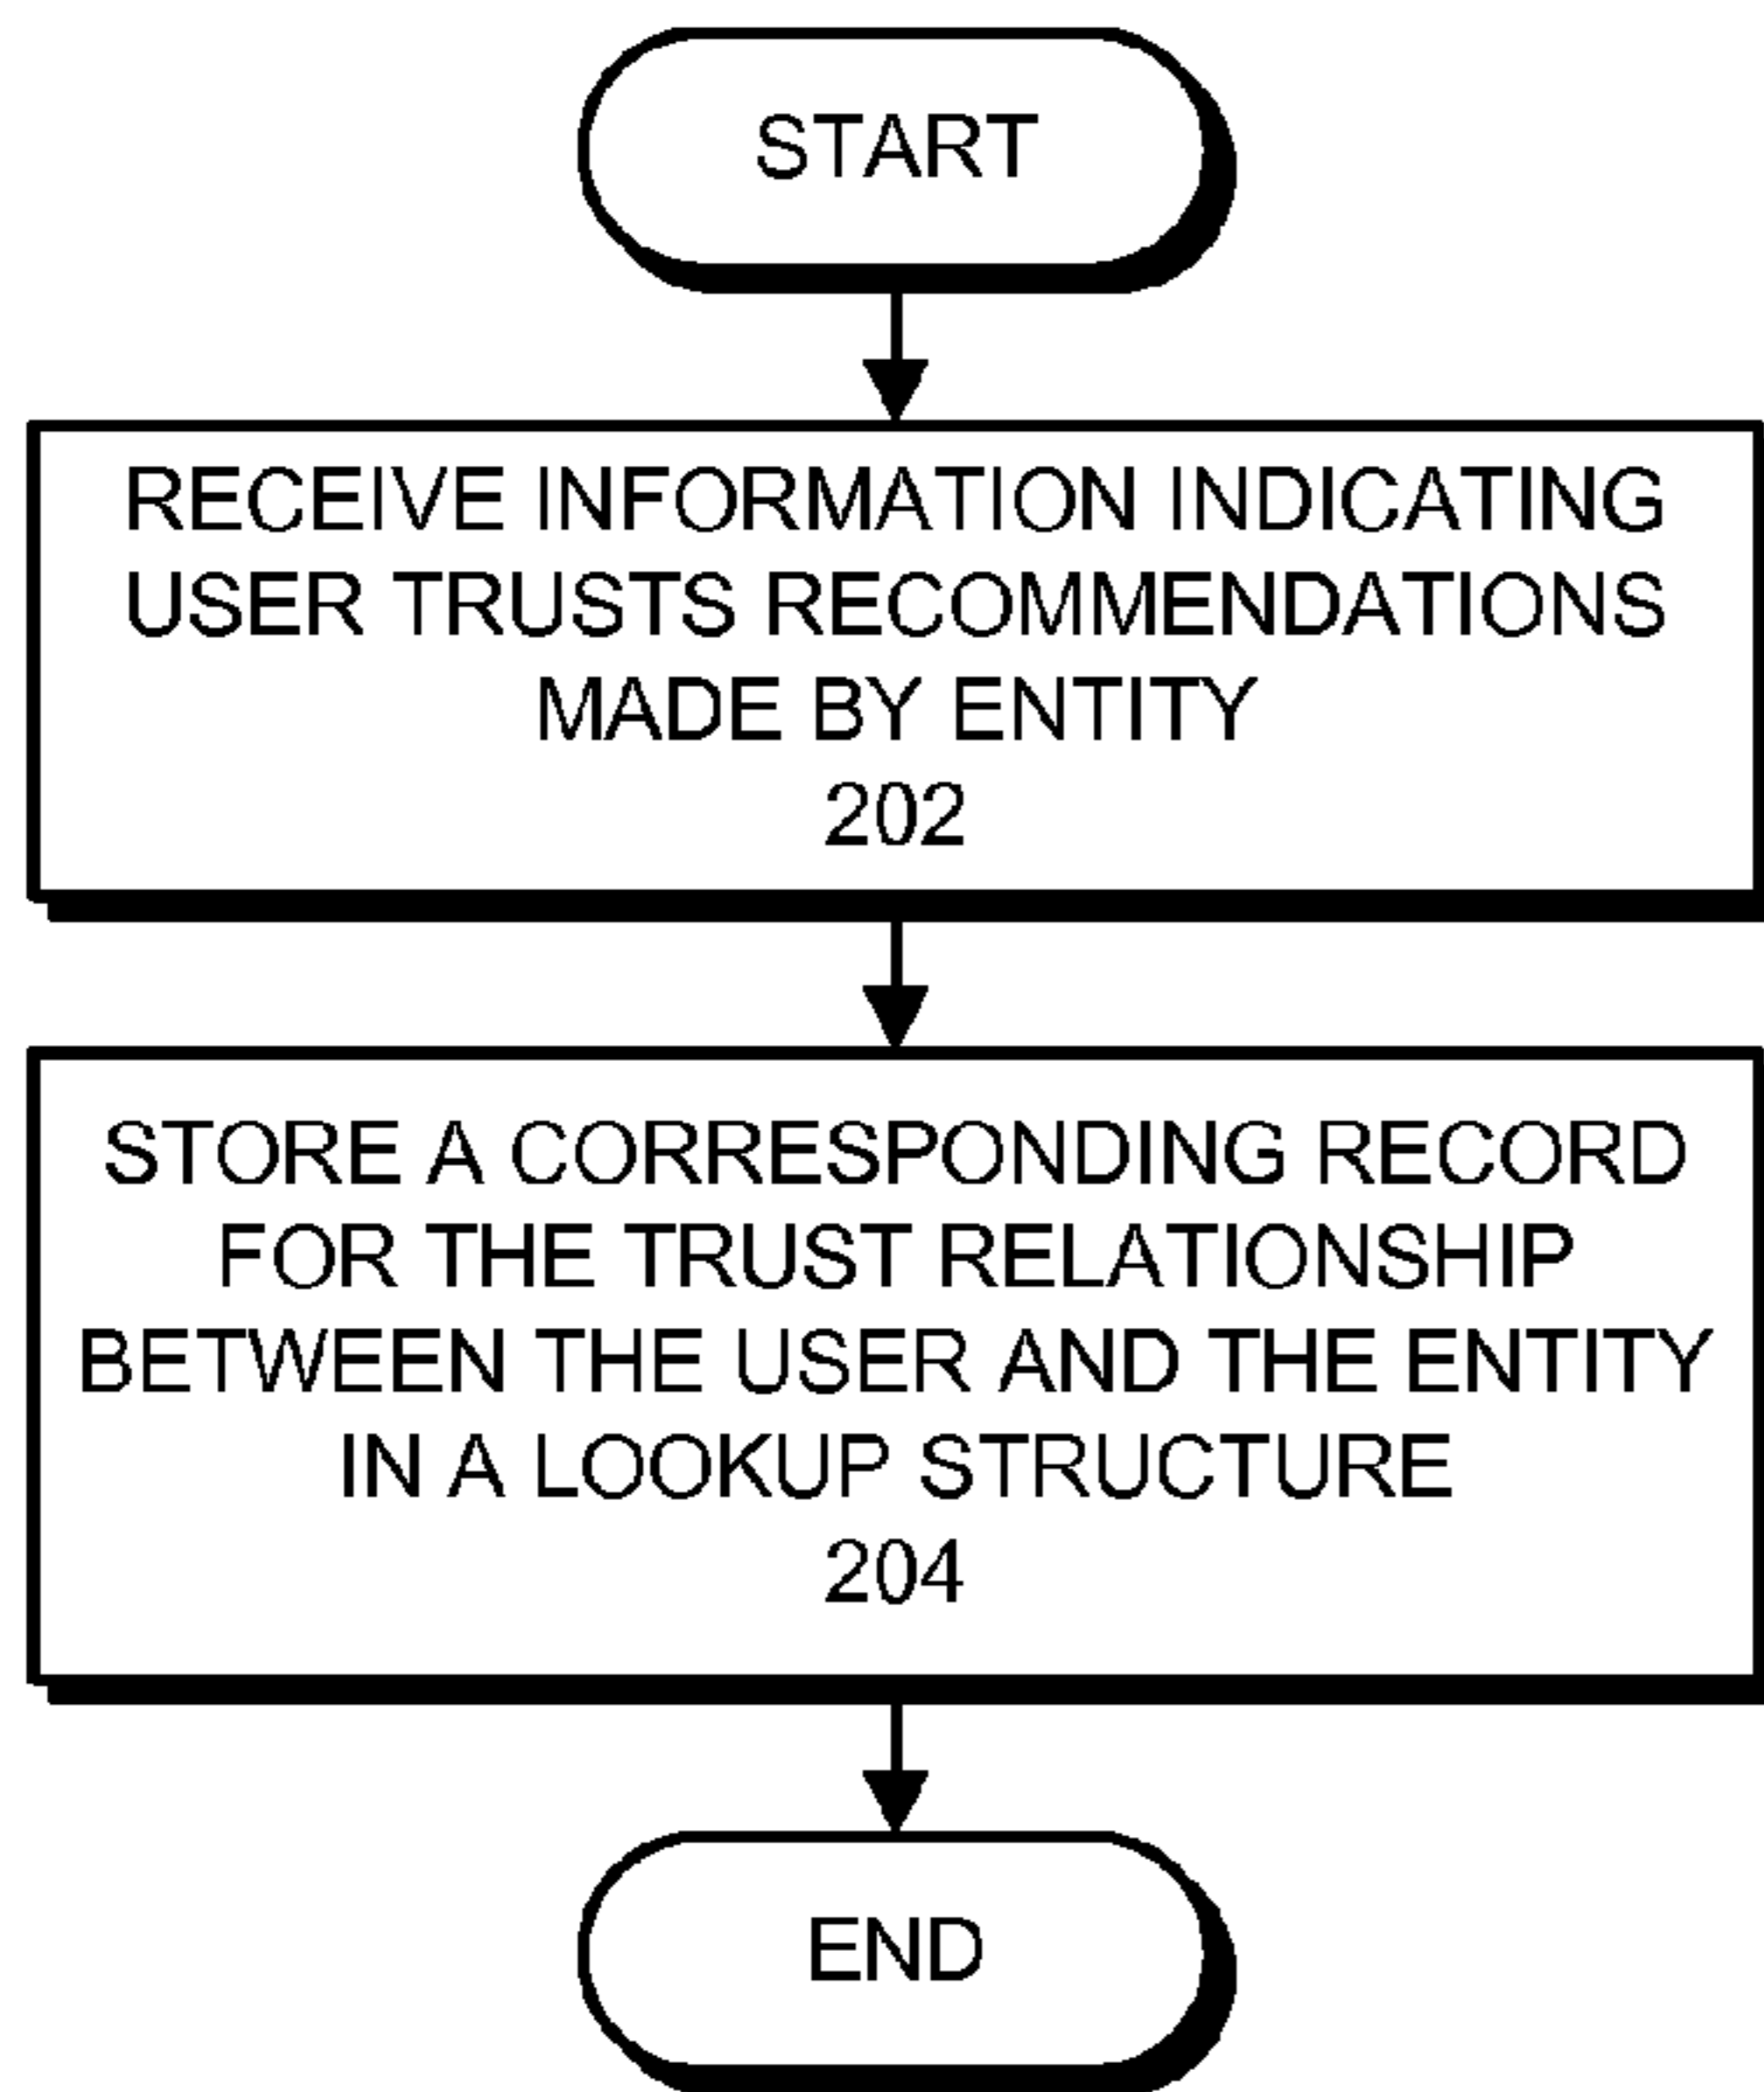 START
RECEIVE INFORMATION INDICATING
USER TRUSTS RECOMMENDATIONS
MADE BY ENTITY
202
STORE A CORRESPONDING RECORD
FOR THE TRUST RELATIONSHIP
BETWEEN THE USER AND THE ENTITY
IN A LOOKUP STRUCTURE
204
END